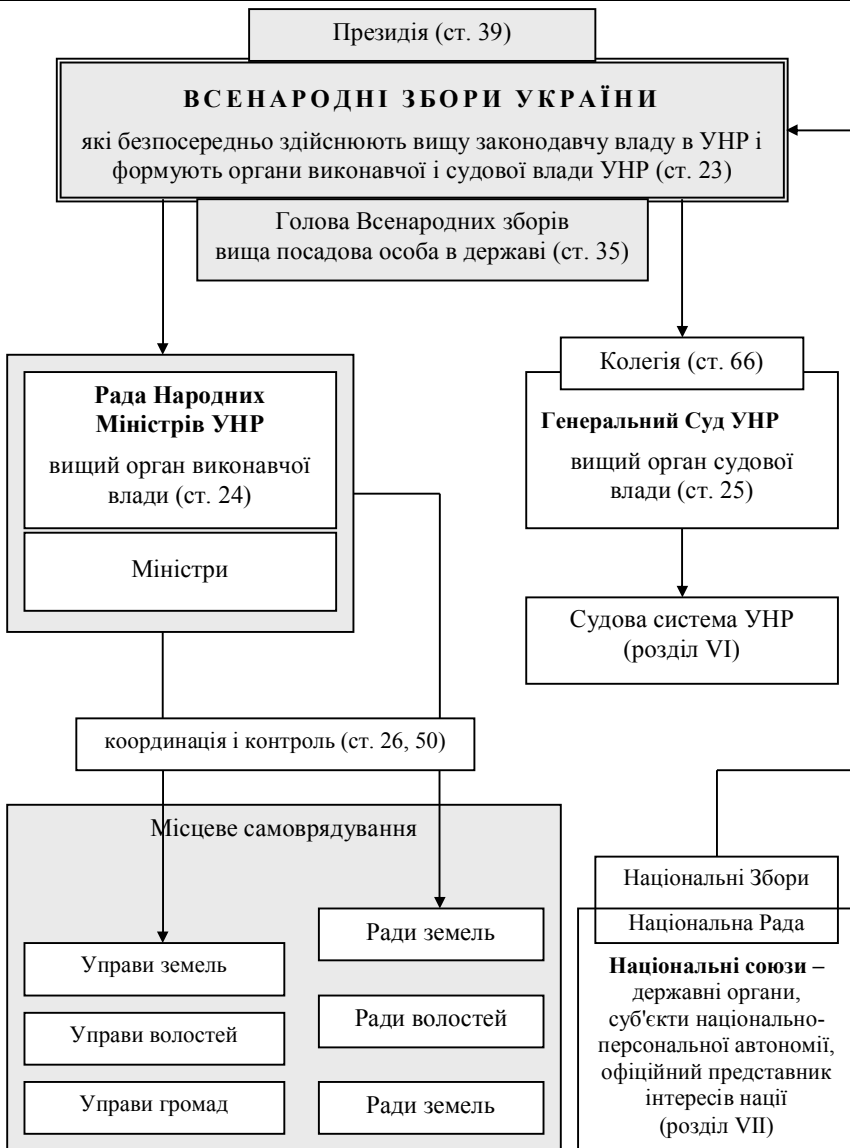 Президія (ст. 39)
ВСЕНАРОДНІ ЗБОРИ УКРАЇНИ
які безпосередньо здійснюють вищу законодавчу владу в УНР і
формують органи виконавчої і судової влади УНР (ст. 23)
Голова Всенародних зборів
вища посадова особа в державі (ст. 35)
Рада Народних
Міністрів УНР
вищий орган виконавчої
влади (ст. 24)
Міністри
Колегія (ст. 66)
Генеральний Суд УНР
вищий орган судової
влади (ст. 25)
Судова система УНР
(розділ VI)
координація і контроль (ст. 26, 50)
Місцеве самоврядування
Управи земель
Управи волостей
Управи громад
Ради земель
Ради волостей
Ради земель
Національні Збори
Національна Рада
Національні союзи –
державні органи,
суб'єкти національно-
персональної автономії,
офіційний представник
інтересів нації
(розділ VII)